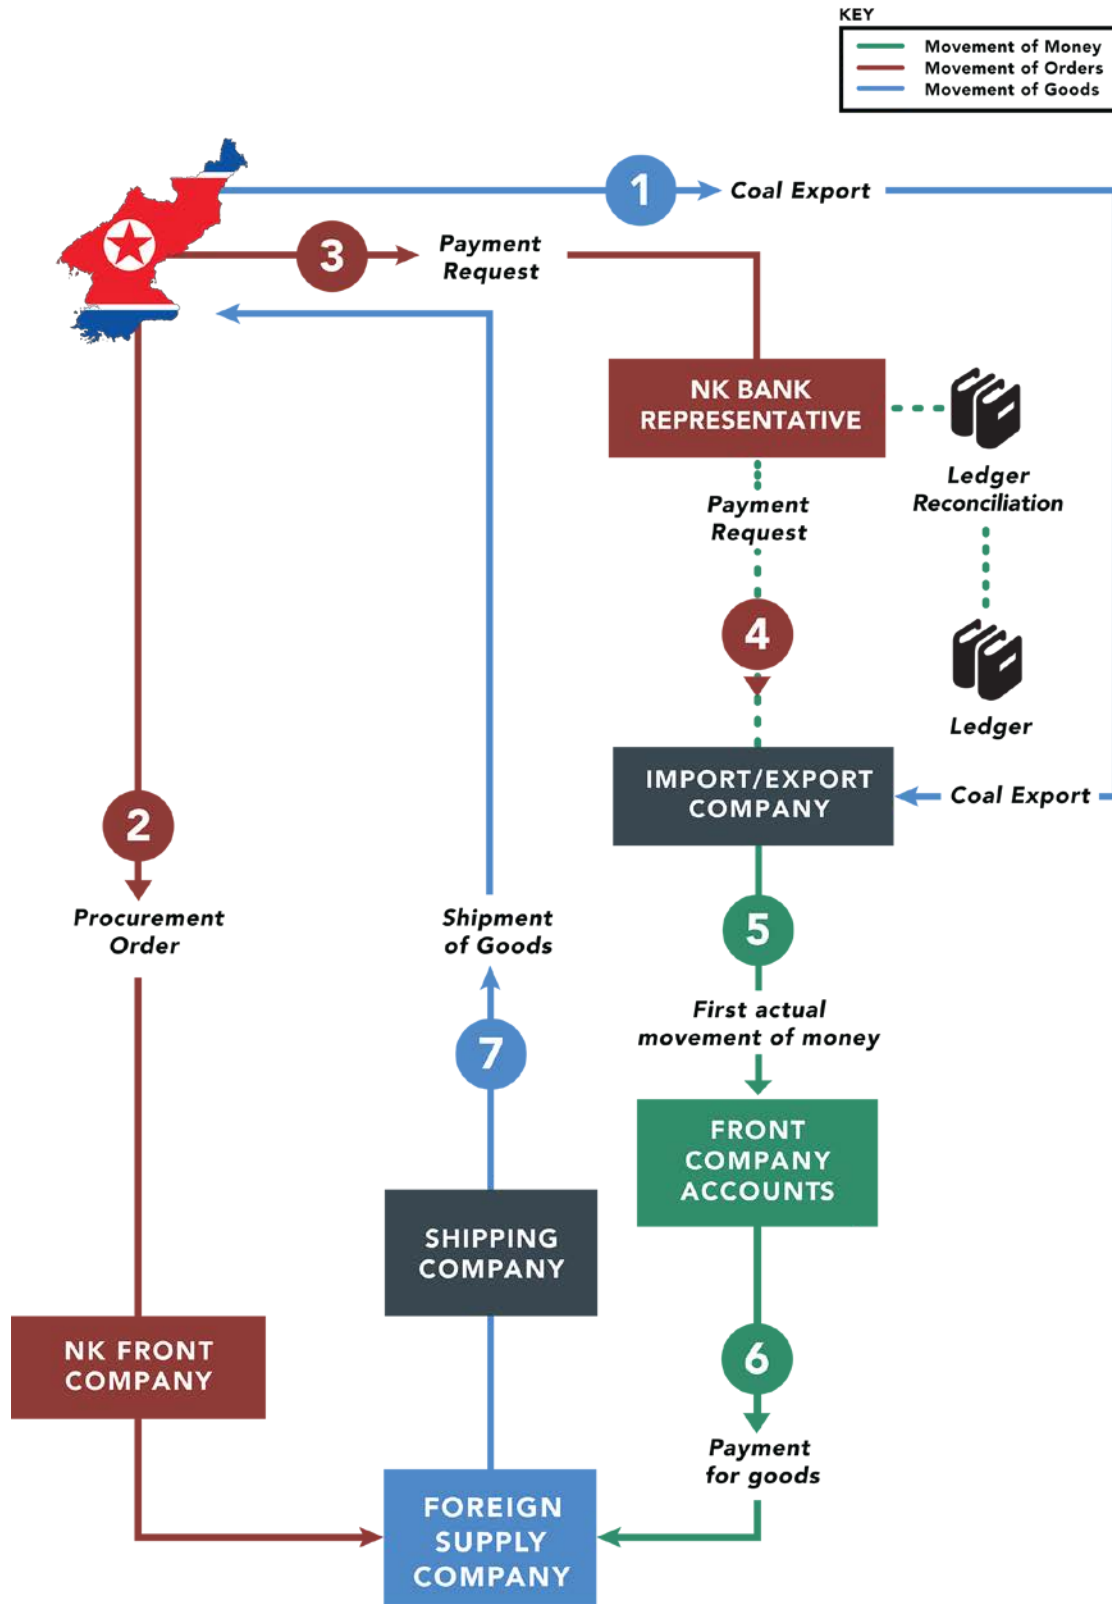 KEY
Movement of Money
Movement of Orders
Movement of Goods
1
Coal Export
3
Payment
Request
NK BANK
REPRESENTATIVE
Ledger
Reconciliation
Payment
Request
4
Ledger
IMPORT/EXPORT
COMPANY
Coal Export
2
Procurement
Order
Shipment
of Goods
5
First actual
movement of money
7
FRONT
COMPANY
ACCOUNTS
SHIPPING
COMPANY
NK FRONT
COMPANY
6
Payment
for goods
FOREIGN
SUPPLY
COMPANY